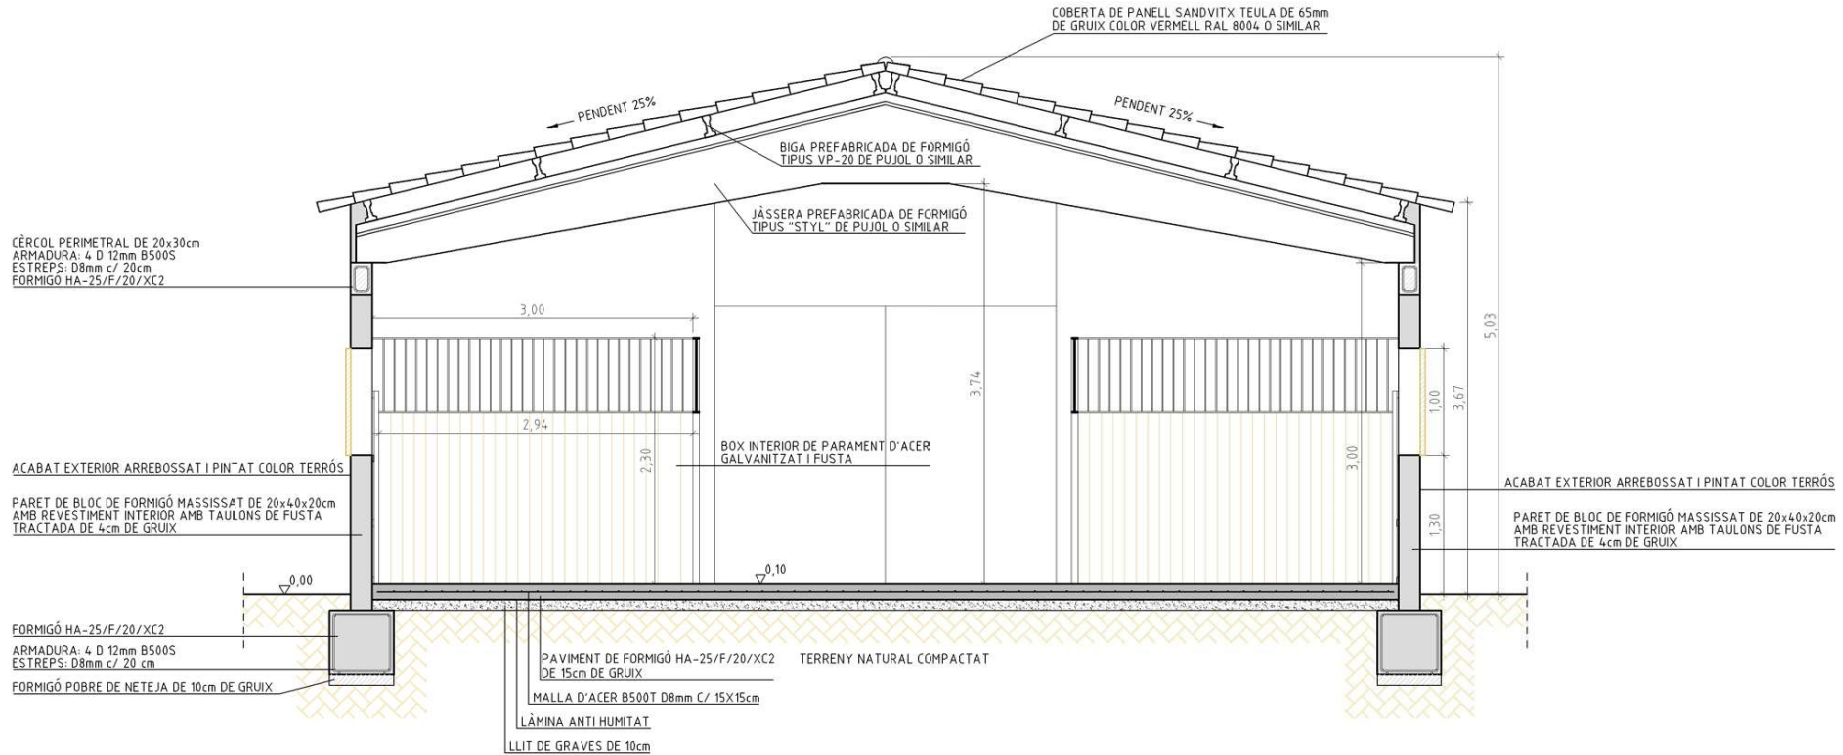 COBERTA DE PANELL SANDVITX TEULA DE 65mm
DE GRUIX COLOR VERMELL RAL 8004 O SIMILAR
PENDENT 25%
PENDENT 25%
BIGA PREFABRICADA DE FORMIGÓ
TIPUS VP-20 DE PUJOL O SIMILAR
JÀSSERA PREFABRICADA DE FORMIGÓ
TIPUS "STYL" DE PUJOL O SIMILAR
CÈRCOL PERIMETRAL DE 20x30cm
ARMADURA: 4 D 12mm B500S
ESTREPS: D8mm c/ 20cm
FORMIGÓ HA-25/F/20/XC2
3,00
2,94
2,30
3,74
3,00
1,00
1,30
3,67
5,03
BOX INTERIOR DE PARAMENT D'ACER
GALVANITZAT I FUSTA
ACABAT EXTERIOR ARREBOSSAT I PINTAT COLOR TERRÓS
PARET DE BLOC DE FORMIGÓ MASSISSAT DE 20x40x20cm
AMB REVESTIMENT INTERIOR AMB TAULONS DE FUSTA
TRACTADA DE 4cm DE GRUIX
ACABAT EXTERIOR ARREBOSSAT I PINTAT COLOR TERRÓS
PARET DE BLOC DE FORMIGÓ MASSISSAT DE 20x40x20cm
AMB REVESTIMENT INTERIOR AMB TAULONS DE FUSTA
TRACTADA DE 4cm DE GRUIX
0,00
0,10
FORMIGÓ HA-25/F/20/XC2
ARMADURA: 4 D 12mm B500S
ESTREPS: D8mm c/ 20 cm
FORMIGÓ POBRE DE NETEJA DE 10cm DE GRUIX
PAVIMENT DE FORMIGÓ HA-25/F/20/XC2
DE 15cm DE GRUIX
TERRENY NATURAL COMPACTAT
MALLA D'ACER B500T D8mm C/ 15X15cm
LÀMINA ANTI HUMITAT
LLIT DE GRAVES DE 10cm